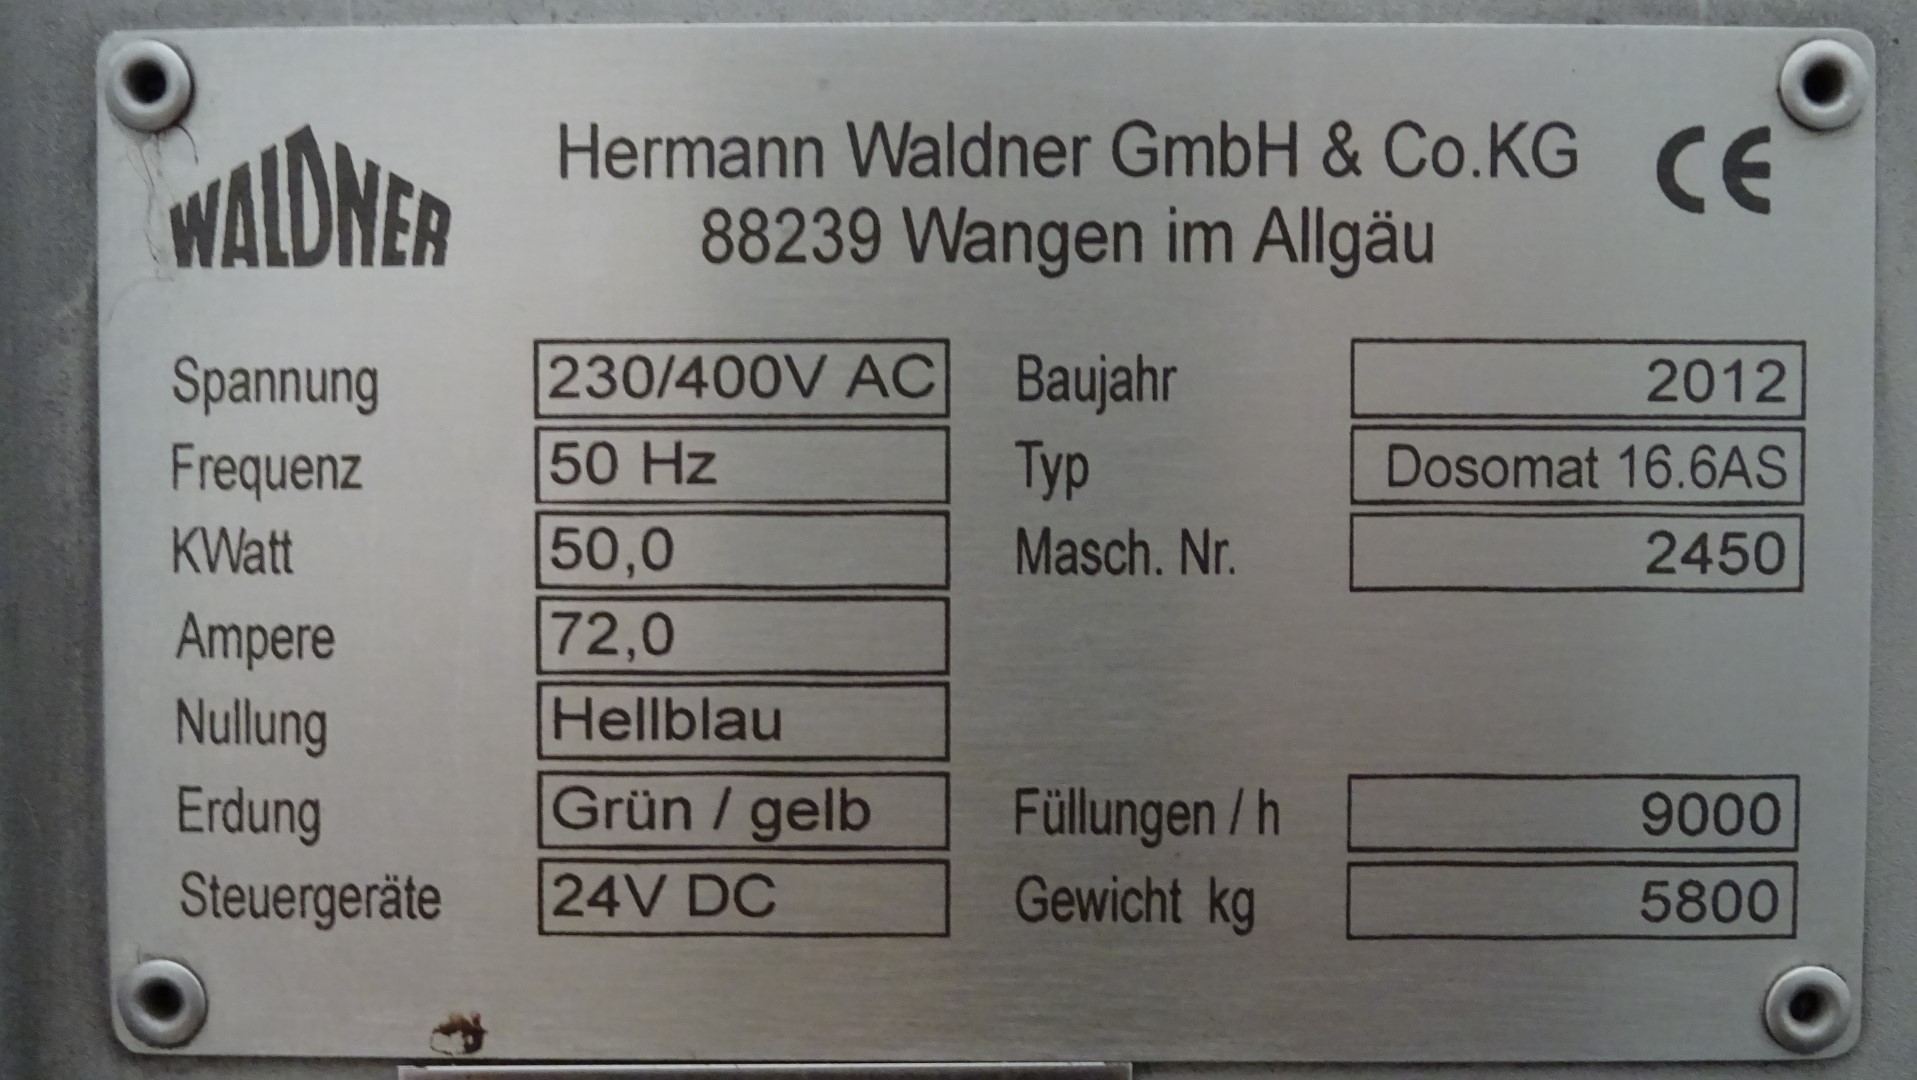 WALDNER
Hermann Waldner GmbH & Co.KG
88239 Wangen im Allgäu
CE
Spannung 230/400V AC Baujahr 2012
Frequenz 50 Hz Typ Dosomat 16.6AS
KWatt 50,0 Masch. Nr. 2450
Ampere 72,0
Nullung Hellblau
Erdung Grün / gelb Füllungen / h 9000
Steuergeräte 24V DC Gewicht kg 5800